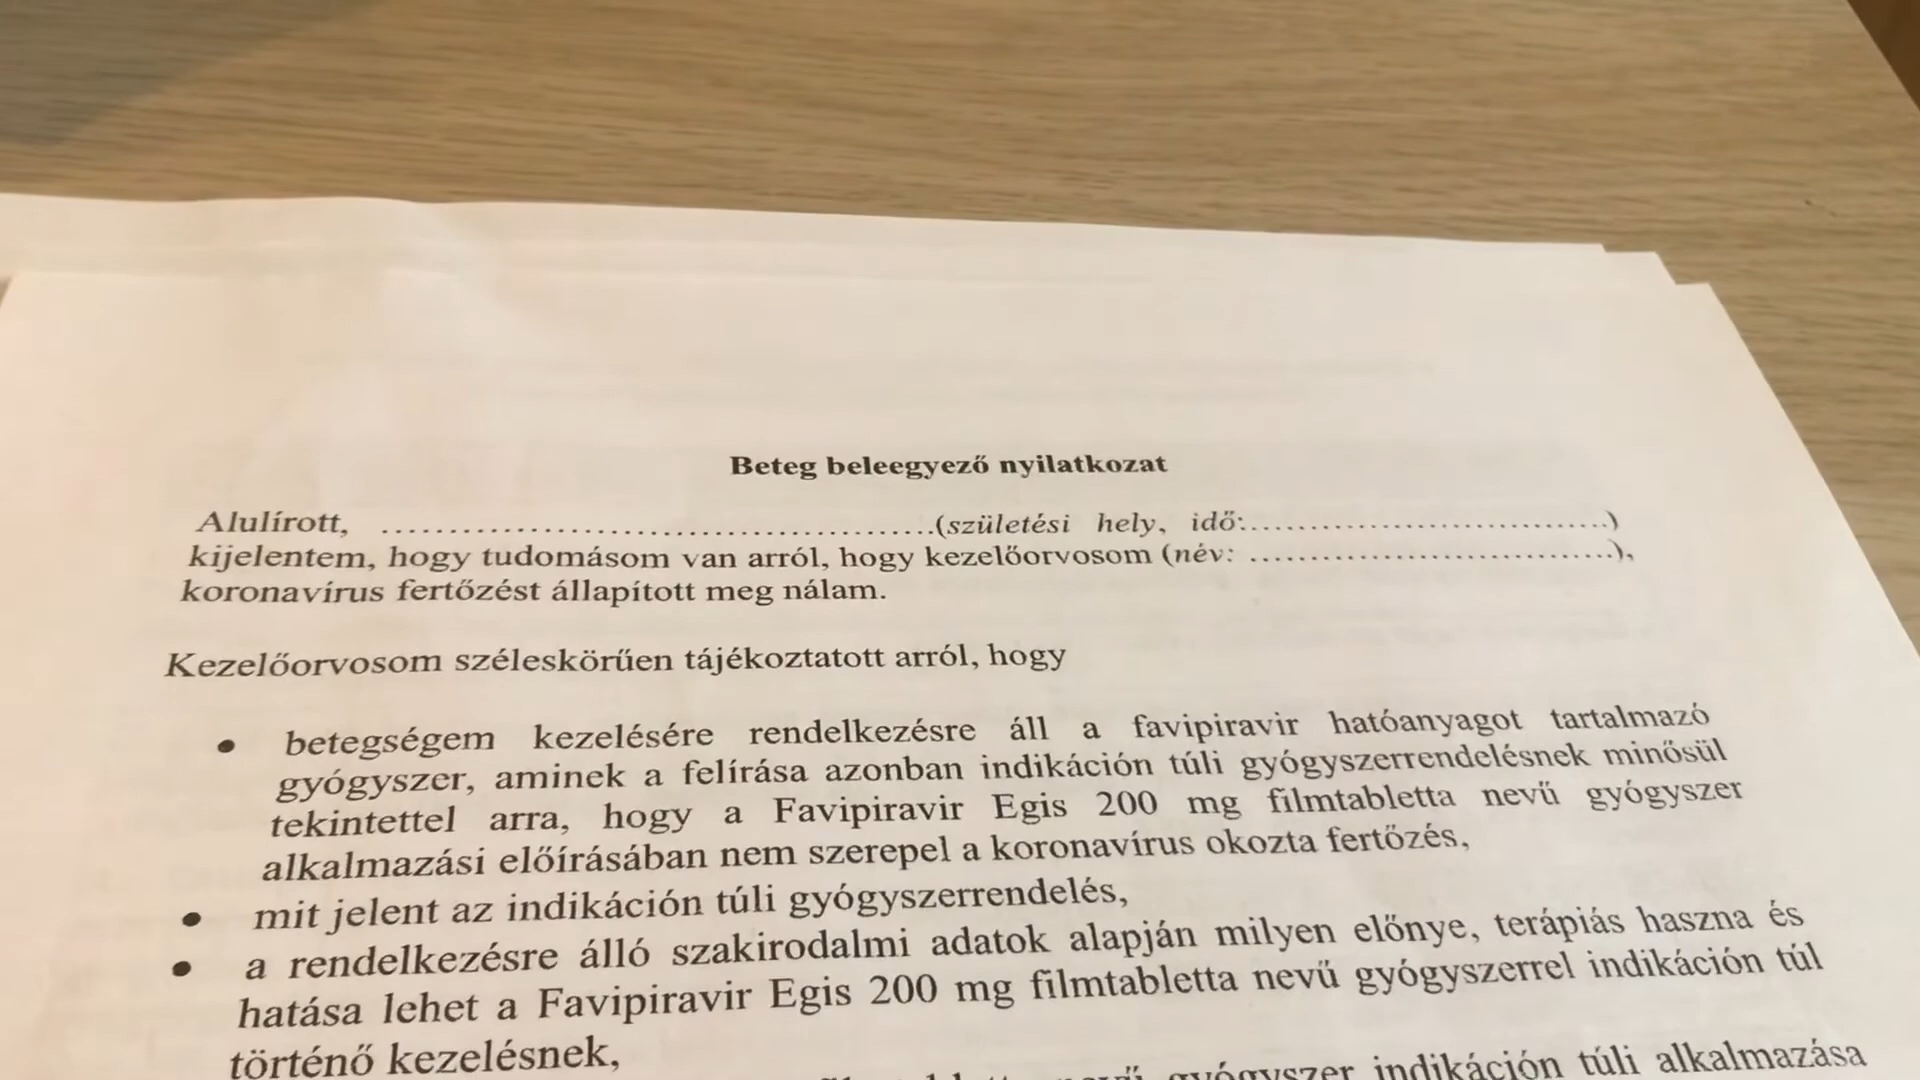 Beteg beleegyező nyilatkozat
Alulírott, ..........................................(születési hely, idő:...........................)
kijelentem, hogy tudomásom van arról, hogy kezelőorvosom (név: ...........................),
koronavírus fertőzést állapított meg nálam.
Kezelőorvosom széleskörűen tájékoztatott arról, hogy
• betegségem kezelésére rendelkezésre áll a favipiravir hatóanyagot tartalmazó
gyógyszer, aminek a felírása azonban indikáción túli gyógyszerrendelésnek minősül
tekintettel arra, hogy a Favipiravir Egis 200 mg filmtabletta nevű gyógyszer
alkalmazási előírásában nem szerepel a koronavírus okozta fertőzés,
• mit jelent az indikáción túli gyógyszerrendelés,
• a rendelkezésre álló szakirodalmi adatok alapján milyen előnye, terápiás haszna és
hatása lehet a Favipiravir Egis 200 mg filmtabletta nevű gyógyszerrel indikáción túl
történő kezelésnek,
nevű gyógyszer indikáción túli alkalmazása